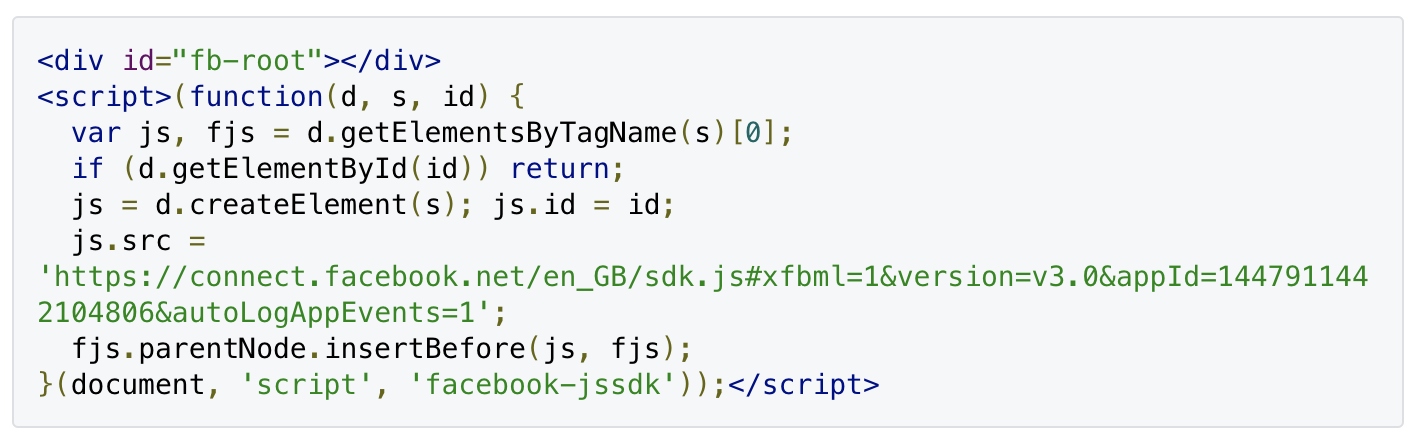 <div id="fb-root"></div>
<script>(function(d, s, id) {
  var js, fjs = d.getElementsByTagName(s)[0];
  if (d.getElementById(id)) return;
  js = d.createElement(s); js.id = id;
  js.src =
'https://connect.facebook.net/en_GB/sdk.js#xfbml=1&version=v3.0&appId=144791144
2104806&autoLogAppEvents=1';
  fjs.parentNode.insertBefore(js, fjs);
}(document, 'script', 'facebook-jssdk'));</script>